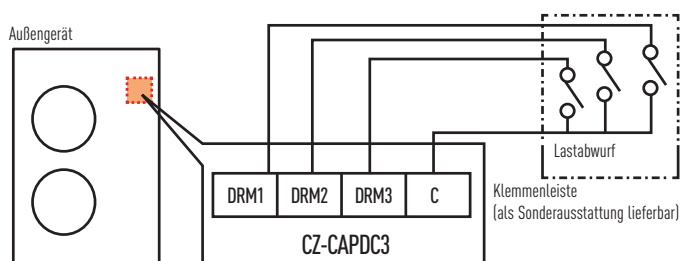 Außengerät
DRM1 DRM2 DRM3 C
CZ-CAPDC3
Lastabwurf
Klemmenleiste
(als Sonderausstattung lieferbar)